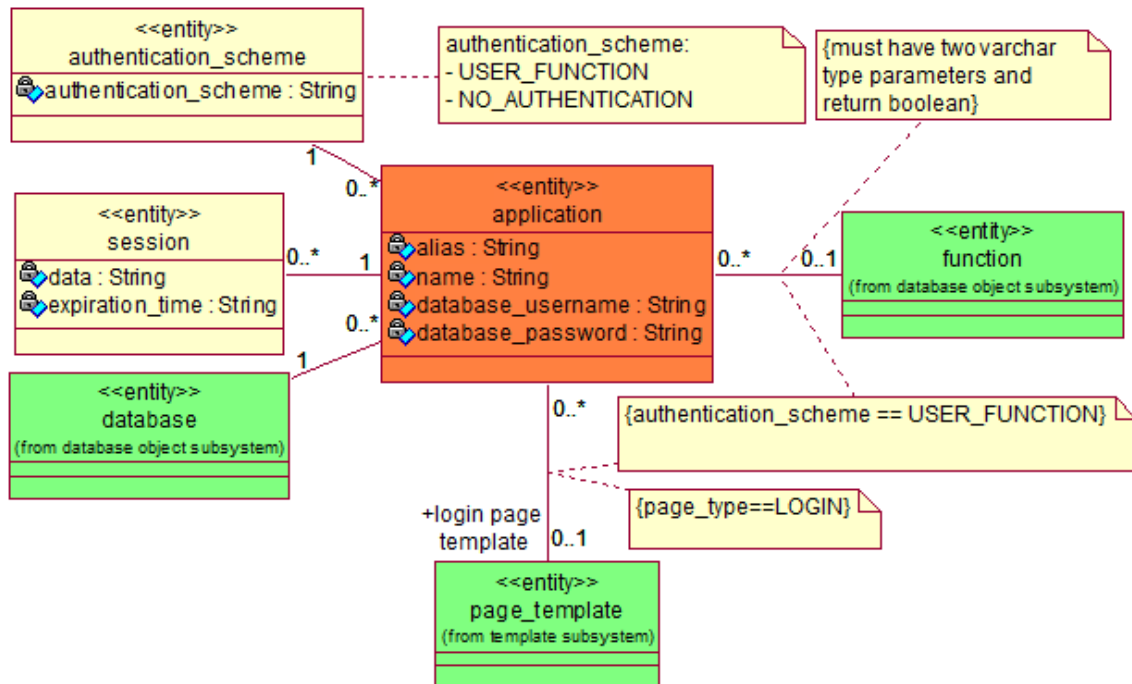 <<entity>>
authentication_scheme
authentication_scheme : String
authentication_scheme:
- USER_FUNCTION
- NO_AUTHENTICATION
{must have two varchar
type parameters and
return boolean}
1
0..*
<<entity>>
session
data : String
expiration_time : String
0..*
1
<<entity>>
application
alias : String
name : String
database_username : String
database_password : String
0..*
0..1
<<entity>>
function
(from database object subsystem)
0..*
1
<<entity>>
database
(from database object subsystem)
0..*
{authentication_scheme == USER_FUNCTION}
{page_type==LOGIN}
+login page
template
0..1
<<entity>>
page_template
(from template subsystem)